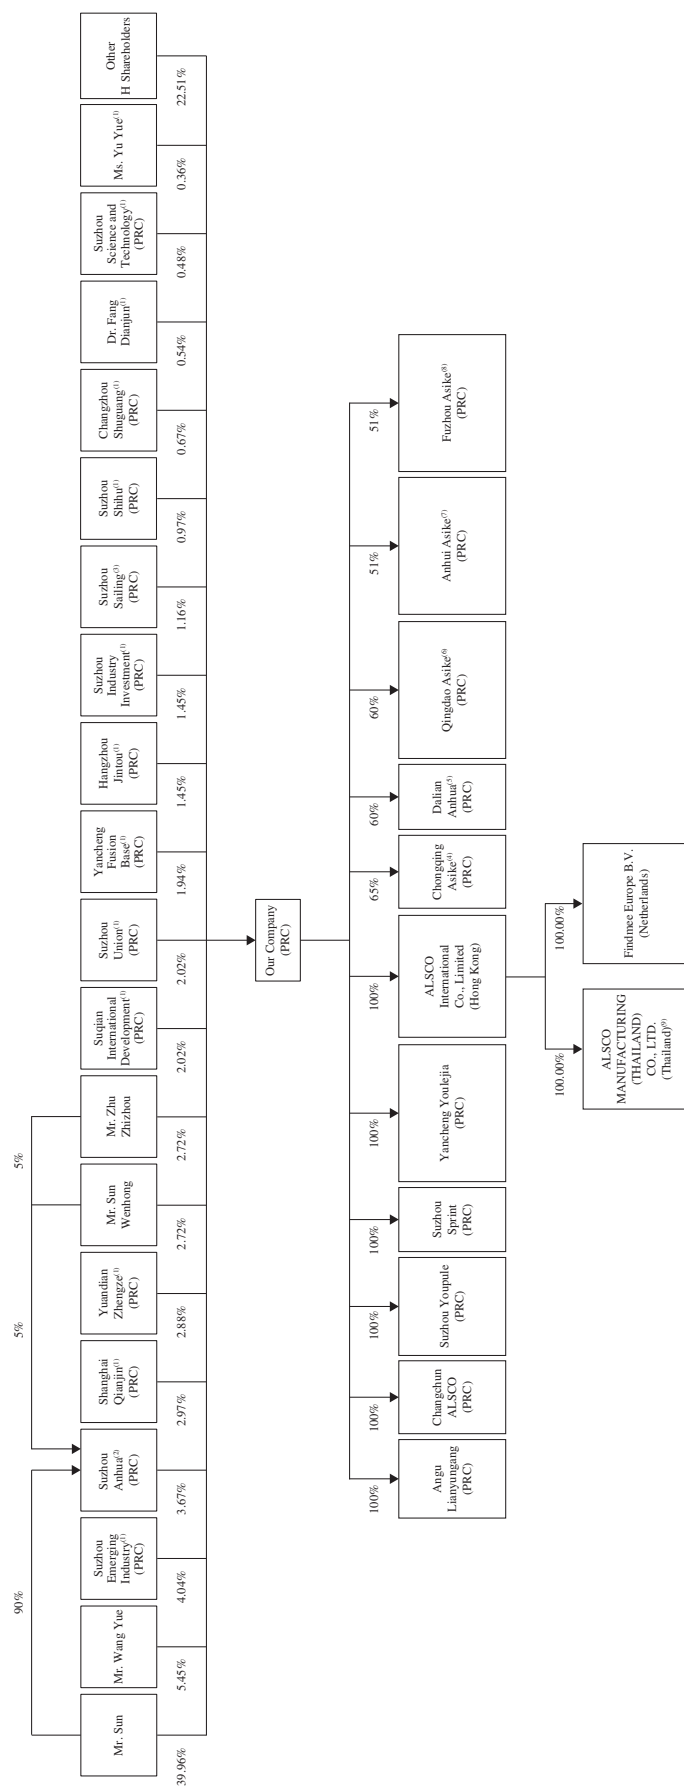 90%
5%
5%
Mr. Sun
Mr. Wang Yue
Suzhou
Emerging
Industry(1)
(PRC)
Suzhou
Anhua(2)
(PRC)
Shanghai
Qianjin(1)
(PRC)
Yuandian
Zhengze(1)
(PRC)
Mr. Sun
Wenhong
Mr. Zhu
Zhizhou
Suqian
International
Development(1)
(PRC)
Suzhou
Union(1)
(PRC)
Yancheng
Fusion
Base(1)
(PRC)
Hangzhou
Jintou(1)
(PRC)
Suzhou
Industry
Investment(1)
(PRC)
Suzhou
Sailing(3)
(PRC)
Suzhou
Shihu(1)
(PRC)
Changzhou
Shuguang(1)
(PRC)
Dr. Fang
Dianjun(1)
Suzhou
Science and
Technology(1)
(PRC)
Ms. Yu Yue(1)
Other
H Shareholders
39.96%
5.45%
4.04%
3.67%
2.97%
2.88%
2.72%
2.72%
2.02%
2.02%
1.94%
1.45%
1.45%
1.16%
0.97%
0.67%
0.54%
0.48%
0.36%
22.51%
Our Company
(PRC)
100%
100%
100%
100%
100%
100%
65%
60%
60%
51%
51%
Angu
Lianyungang
(PRC)
Changchun
ALSCO
(PRC)
Suzhou Youpule
(PRC)
Suzhou
Sprint
(PRC)
Yancheng Youlejia
(PRC)
ALSCO
International
Co., Limited
(Hong Kong)
Chongqing
Asike(4)
(PRC)
Dalian
Anhua(5)
(PRC)
Qingdao Asike(6)
(PRC)
Anhui Asike(7)
(PRC)
Fuzhou Asike(8)
(PRC)
100.00%
100.00%
ALSCO
MANUFACTURING
(THAILAND)
CO., LTD.
(Thailand)(9)
Findmee Europe B.V.
(Netherlands)